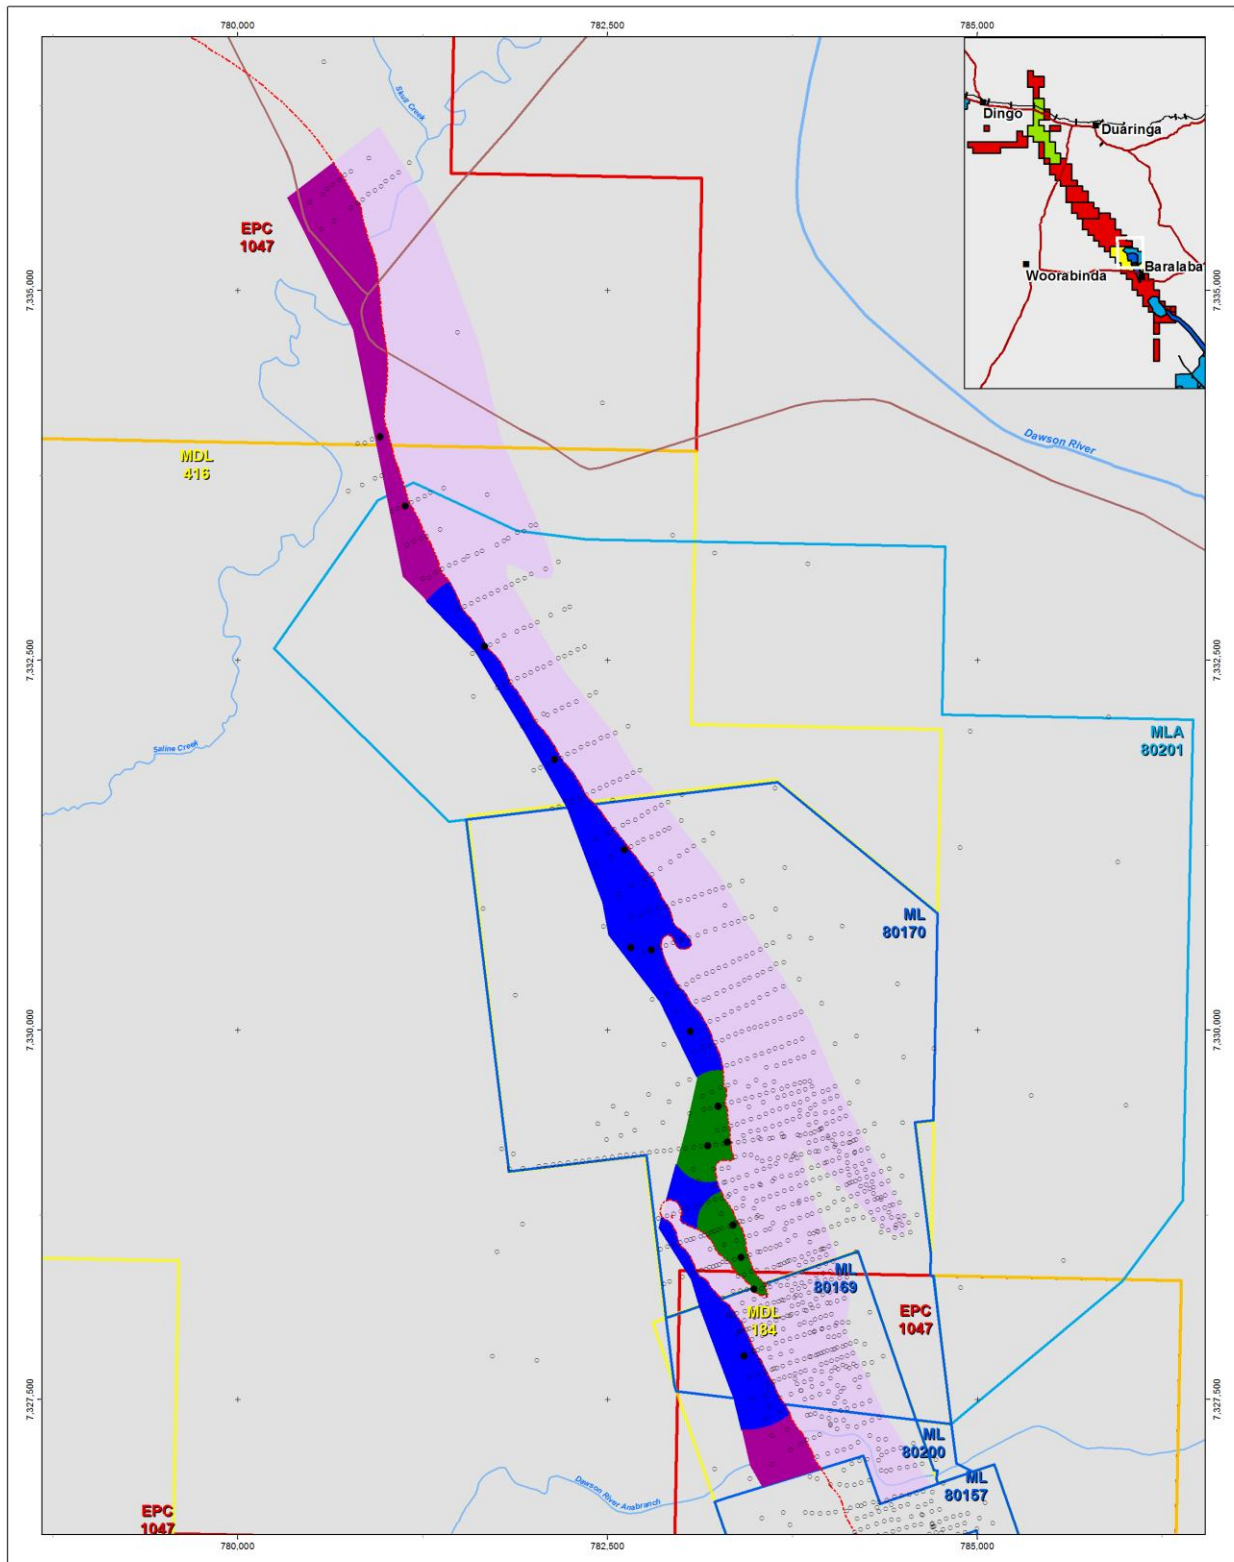 780,000
782,500
785,000
Skull Creek
Dingo
Duaringa
Woorabinda
Baralaba
EPC
1047
7,335,000
7,335,000
Dawson River
MDL
416
7,332,500
7,332,500
MLA
80201
Saline Creek
ML
80170
7,330,000
7,330,000
ML
80169
EPC
1047
MDL
184
7,327,500
7,327,500
ML
80200
ML
80157
Dawson River Anabranch
EPC
1047
780,000
782,500
785,000